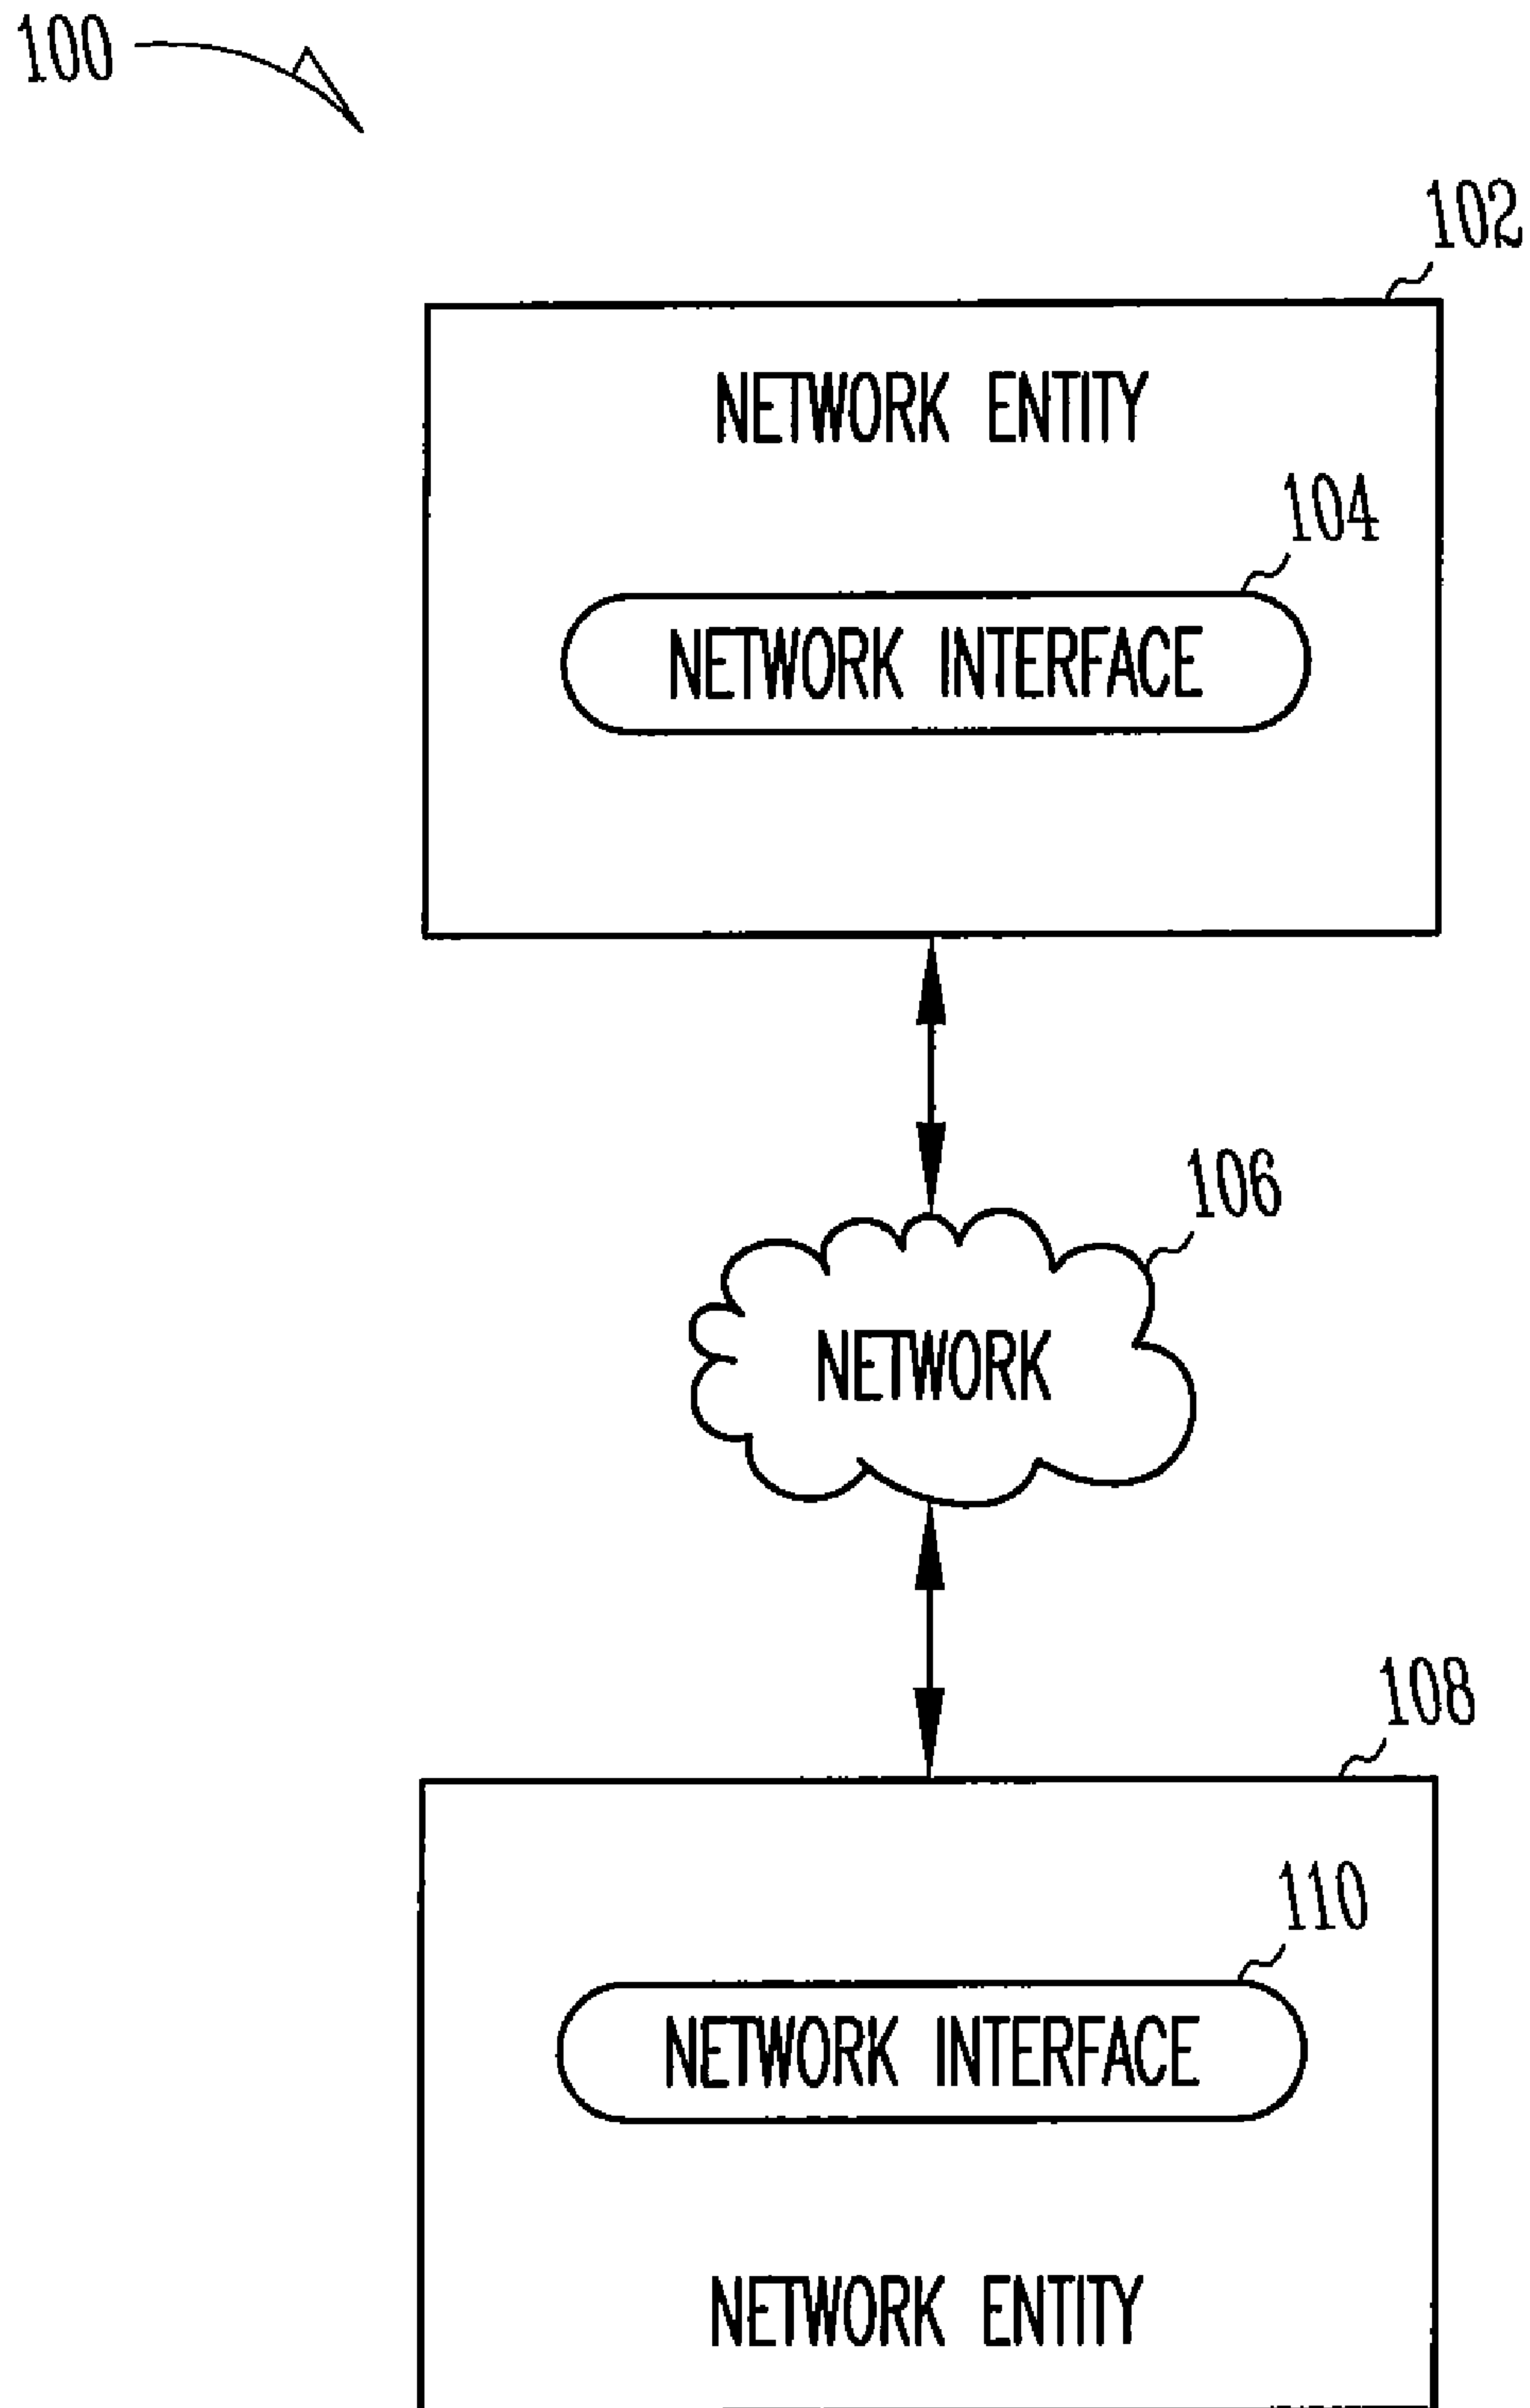 100
102
NETWORK ENTITY
104
NETWORK INTERFACE
106
NETWORK
108
110
NETWORK INTERFACE
NETWORK ENTITY